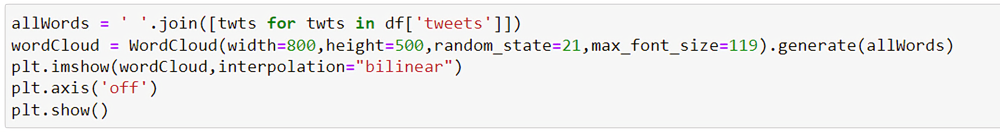 allWords = ' '.join([twts for twts in df['tweets']])
wordCloud = WordCloud(width=800,height=500,random_state=21,max_font_size=119).generate(allWords)
plt.imshow(wordCloud,interpolation="bilinear")
plt.axis('off')
plt.show()